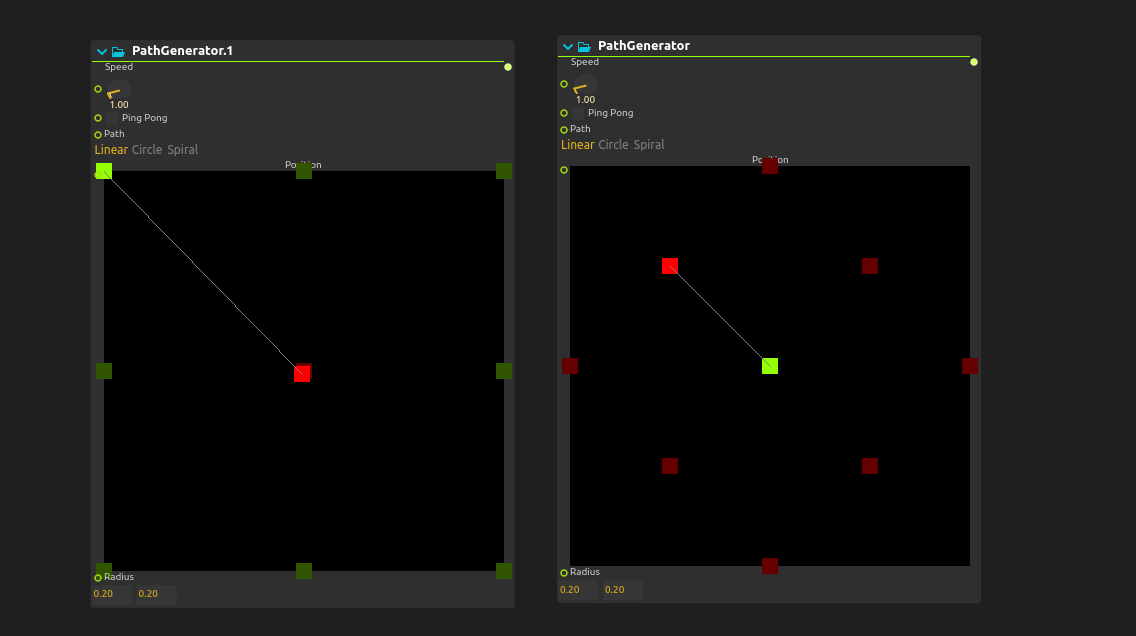 PathGenerator.1
Speed
1.00
Ping Pong
Path
Linear Circle Spiral
Position
Radius
0.20 0.20
PathGenerator
Speed
1.00
Ping Pong
Path
Linear Circle Spiral
Position
Radius
0.20 0.20